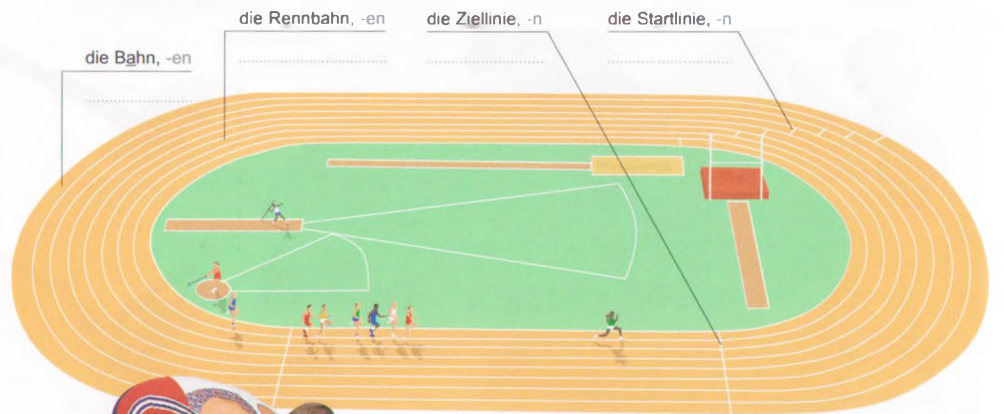 die Rennbahn, -en
die Ziellinie, -n
die Startlinie, -n
die Bahn, -en